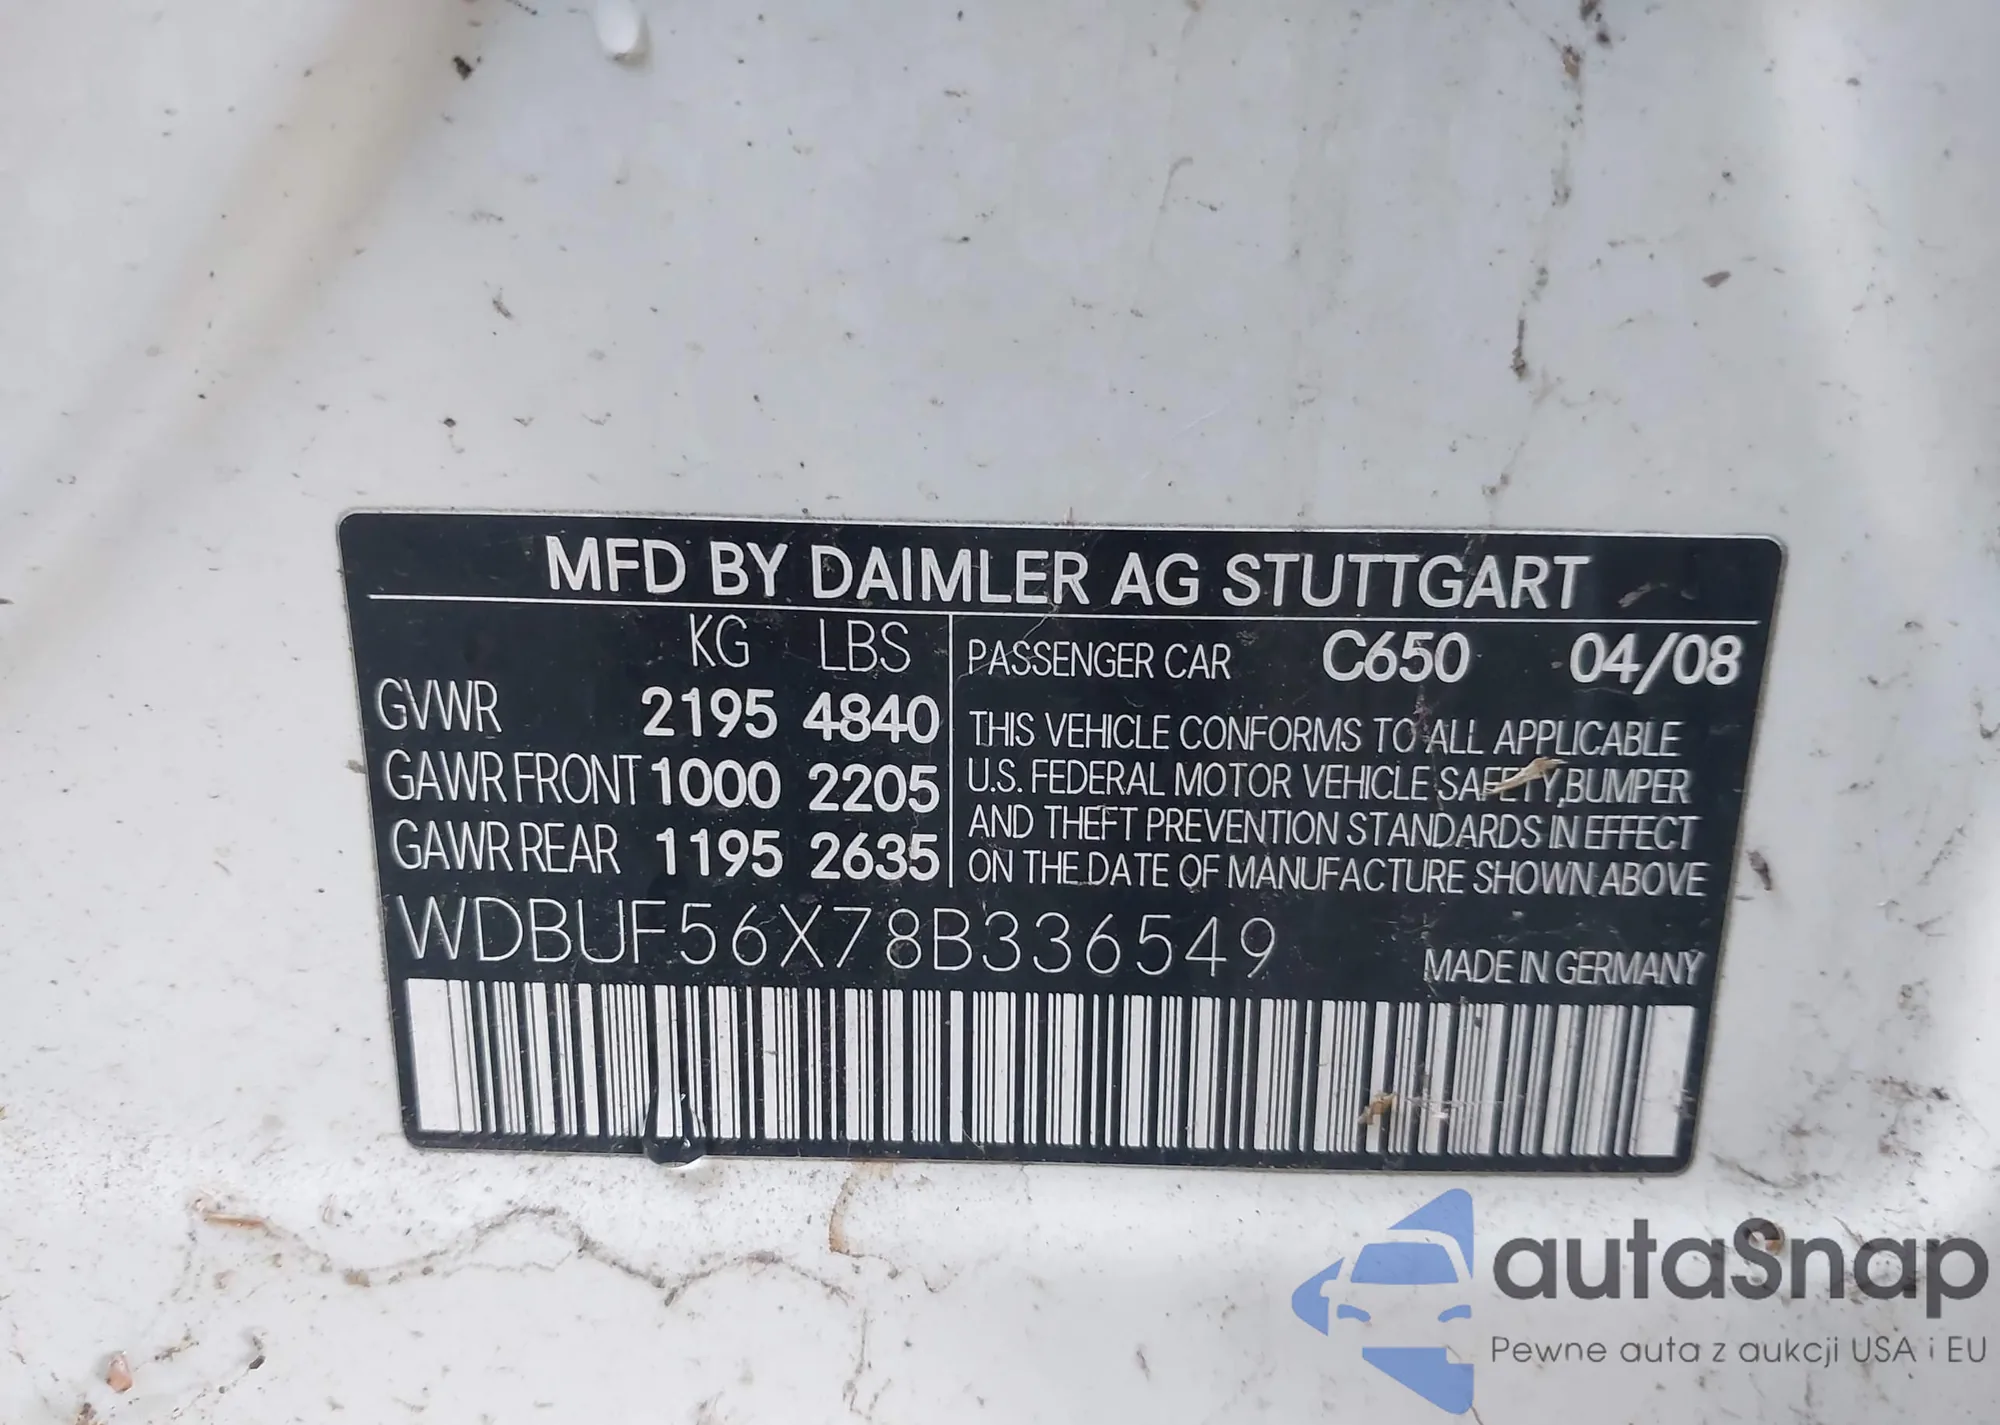 MFD BY DAIMLER AG STUTTGART
KG LBS
GVWR 2195 4840
GAWR FRONT 1000 2205
GAWR REAR 1195 2635
PASSENGER CAR C650 04/08
THIS VEHICLE CONFORMS TO ALL APPLICABLE
U.S. FEDERAL MOTOR VEHICLE SAFETY, BUMPER
AND THEFT PREVENTION STANDARDS IN EFFECT
ON THE DATE OF MANUFACTURE SHOWN ABOVE
WDBUF56X78B336549
MADE IN GERMANY
autaSnap
Pewne auta z aukcji USA i EU